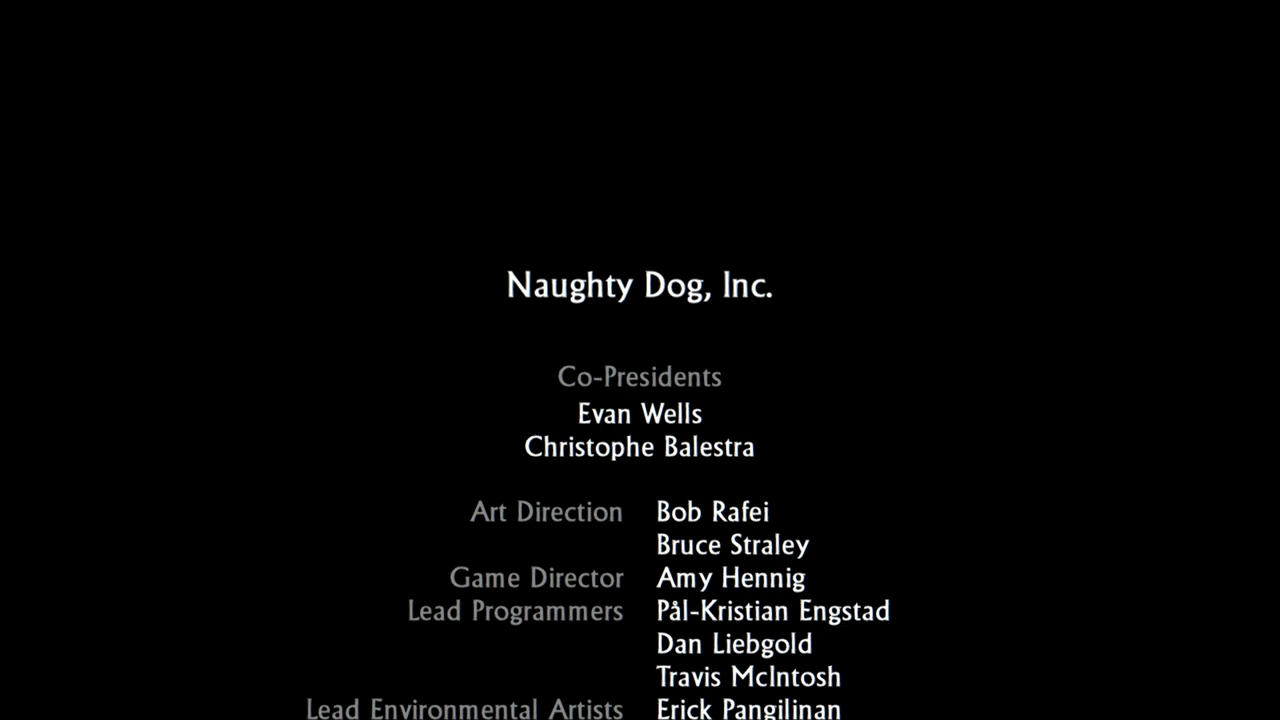 Naughty Dog, Inc.
Co-Presidents
Evan Wells
Christophe Balestra
Art Direction Bob Rafei
Bruce Straley
Game Director Amy Hennig
Lead Programmers Pål-Kristian Engstad
Dan Liebgold
Travis McIntosh
Lead Environmental Artists Erick Pangilinan